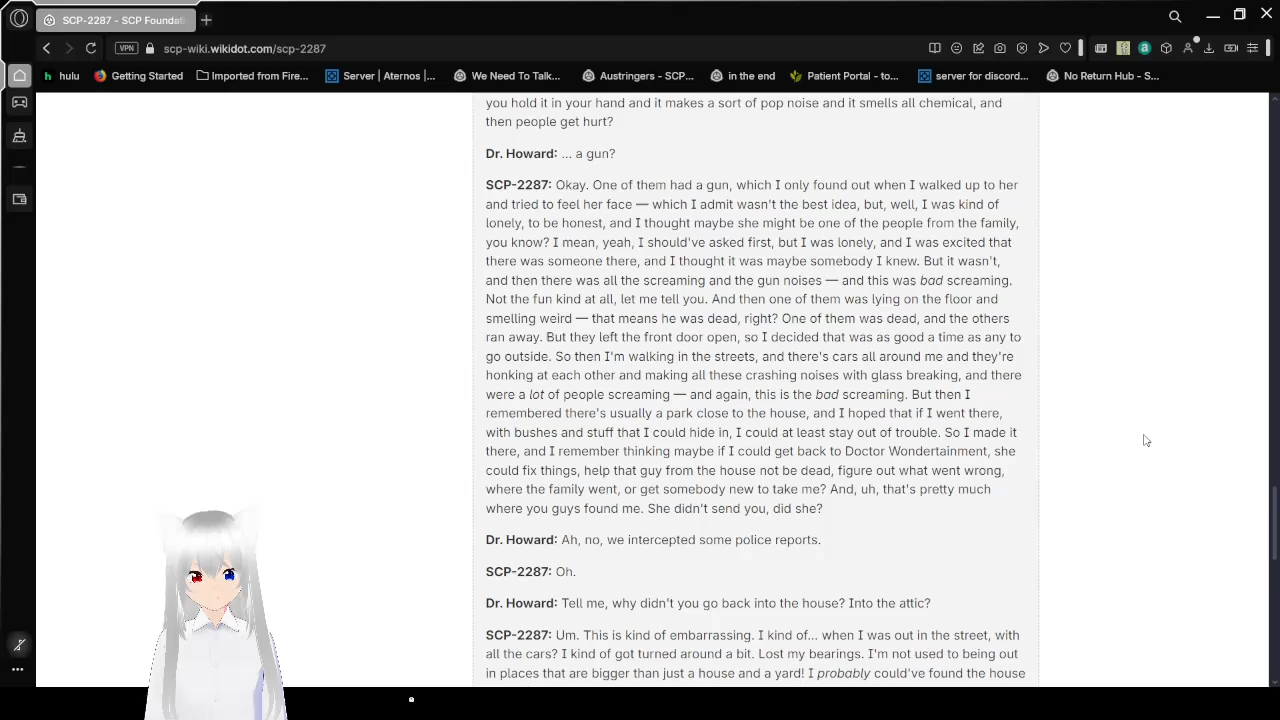 SCP-2287 - SCP Foundati
VPN
scp-wiki.wikidot.com/scp-2287
hulu
Getting Started
Imported from Fire...
Server | Aternos |...
We Need To Talk...
Austringers - SCP...
in the end
Patient Portal - to...
server for discord...
No Return Hub - S...
you hold it in your hand and it makes a sort of pop noise and it smells all chemical, and
then people get hurt?
Dr. Howard: ... a gun?
SCP-2287: Okay. One of them had a gun, which I only found out when I walked up to her
and tried to feel her face — which I admit wasn't the best idea, but, well, I was kind of
lonely, to be honest, and I thought maybe she might be one of the people from the family,
you know? I mean, yeah, I should've asked first, but I was lonely, and I was excited that
there was someone there, and I thought it was maybe somebody I knew. But it wasn't,
and then there was all the screaming and the gun noises — and this was bad screaming.
Not the fun kind at all, let me tell you. And then one of them was lying on the floor and
smelling weird — that means he was dead, right? One of them was dead, and the others
ran away. But they left the front door open, so I decided that was as good a time as any to
go outside. So then I'm walking in the streets, and there's cars all around me and they're
honking at each other and making all these crashing noises with glass breaking, and there
were a lot of people screaming — and again, this is the bad screaming. But then I
remembered there's usually a park close to the house, and I hoped that if I went there,
with bushes and stuff that I could hide in, I could at least stay out of trouble. So I made it
there, and I remember thinking maybe if I could get back to Doctor Wondertainment, she
could fix things, help that guy from the house not be dead, figure out what went wrong,
where the family went, or get somebody new to take me? And, uh, that's pretty much
where you guys found me. She didn't send you, did she?
Dr. Howard: Ah, no, we intercepted some police reports.
SCP-2287: Oh.
Dr. Howard: Tell me, why didn't you go back into the house? Into the attic?
SCP-2287: Um. This is kind of embarrassing. I kind of... when I was out in the street, with
all the cars? I kind of got turned around a bit. Lost my bearings. I'm not used to being out
in places that are bigger than just a house and a yard! I probably could've found the house